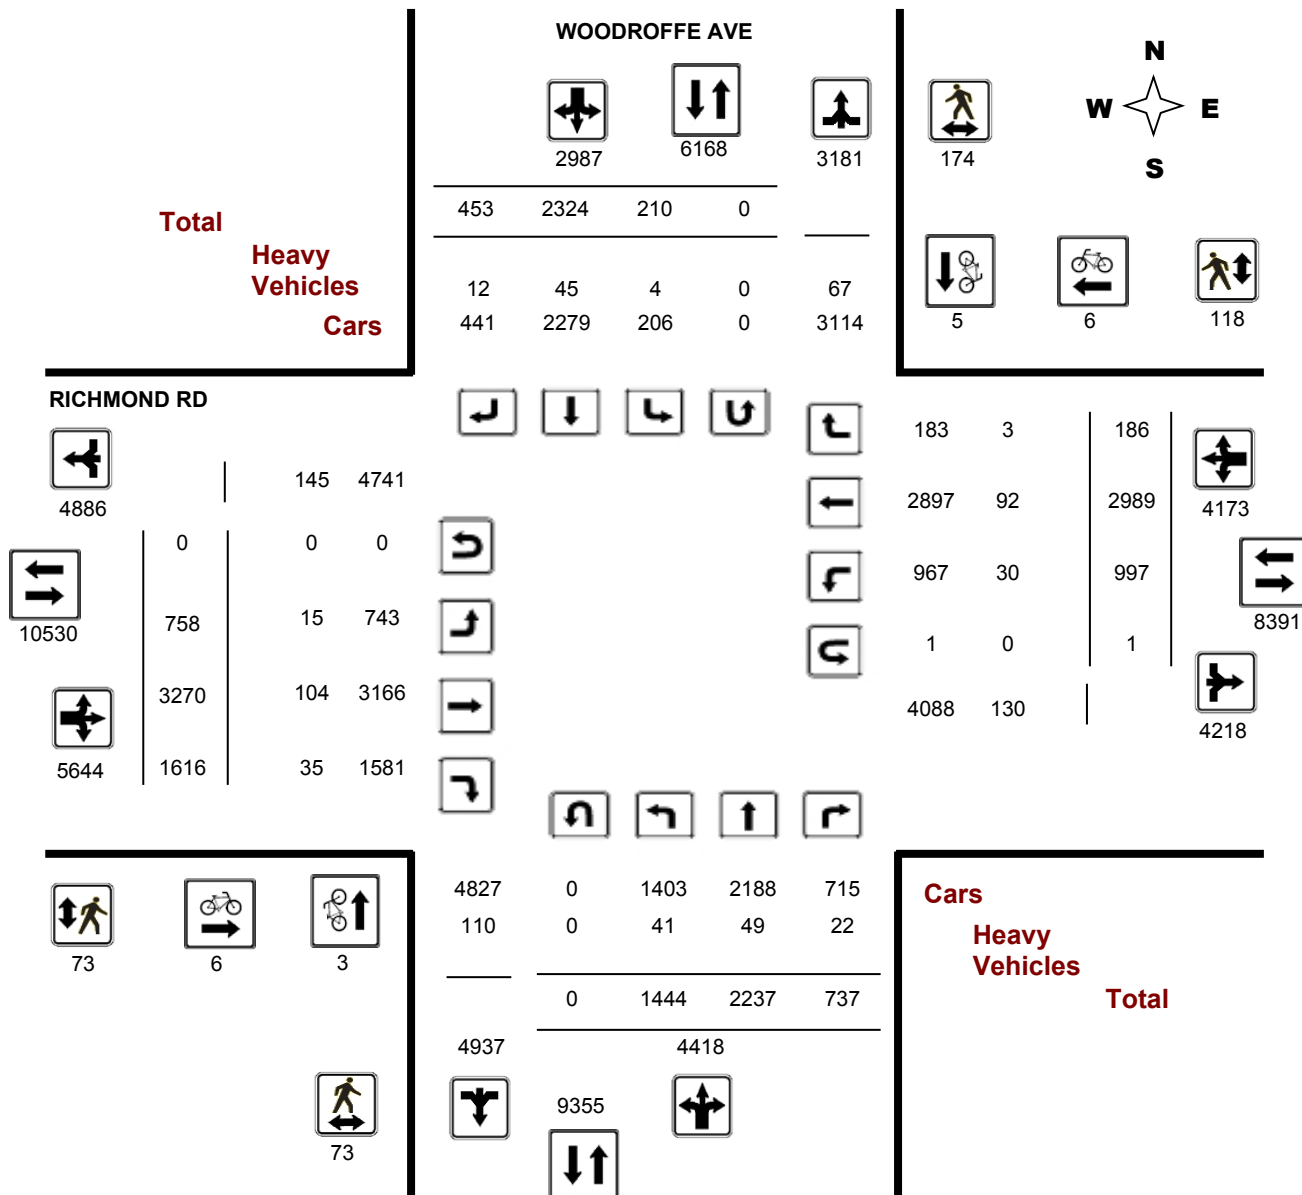 WOODROFFE AVE
N
W E
S
2987 6168 3181 174
453 2324 210 0
Total
Heavy
Vehicles
12 45 4 0 67
Cars
441 2279 206 0 3114
5 6 118
RICHMOND RD
4886
145 4741
0 0 0
10530
758 15 743
3270 104 3166
5644
1616 35 1581
183 3 186
2897 92 2989
4173
967 30 997
8391
1 0 1
4088 130
4218
4827 0 1403 2188 715
110 0 41 49 22
0 1444 2237 737
4937 4418
9355
73 6 3
73
Cars
Heavy
Vehicles
Total